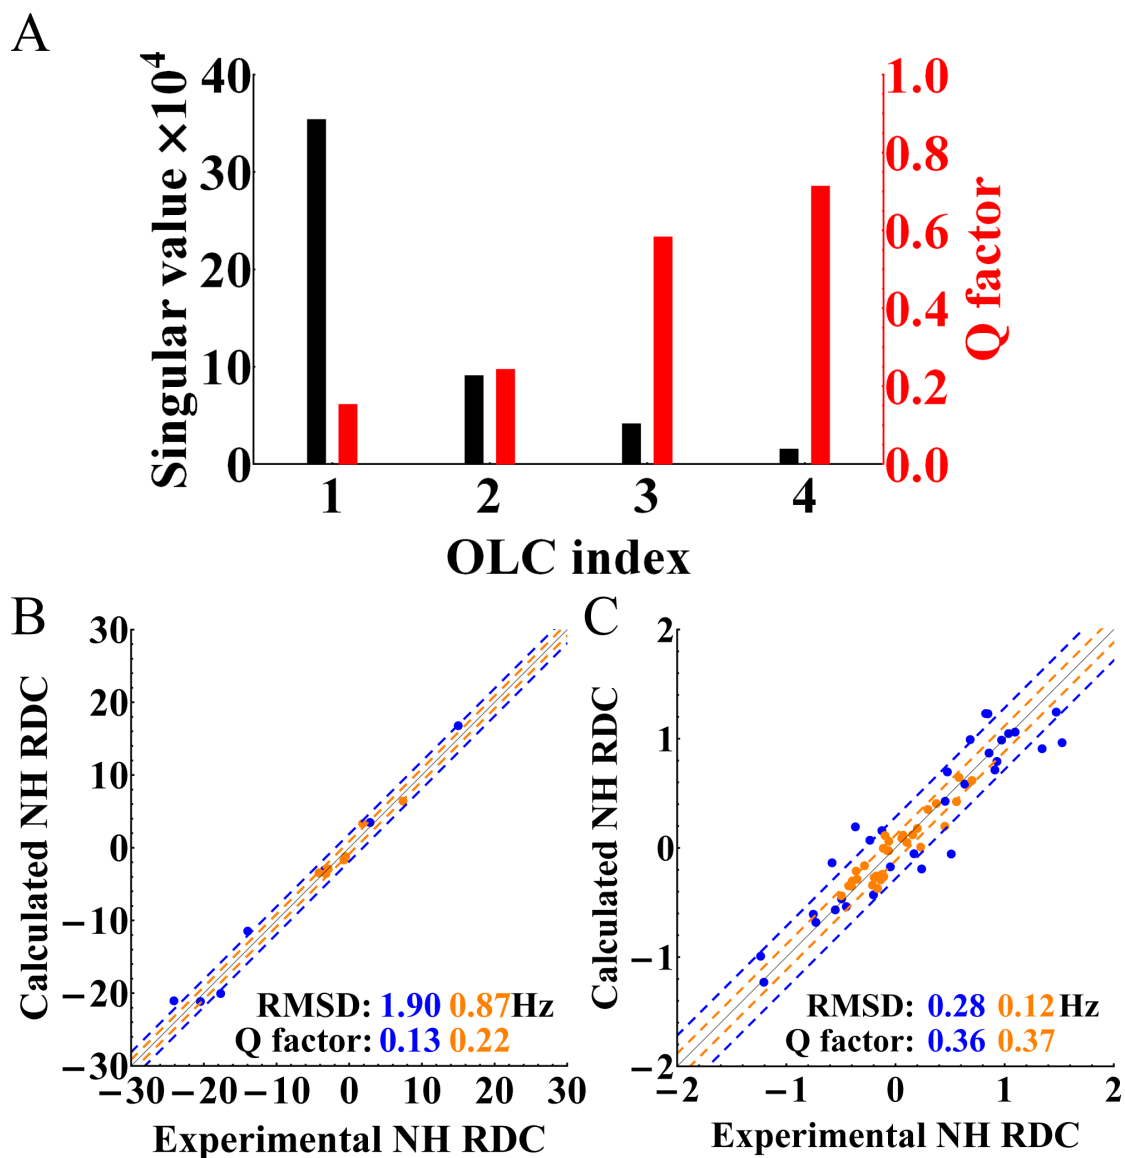 A
Singular value ×10⁴
40
30
20
10
0
1.0
0.8
0.6
0.4
0.2
0.0
Q factor
1 2 3 4
OLC index
B
Calculated NH RDC
30
20
10
0
−10
−20
−30
RMSD: 1.90 0.87Hz
Q factor: 0.13 0.22
−30 −20 −10 0 10 20 30
Experimental NH RDC
C
Calculated NH RDC
2
1
0
−1
−2
RMSD: 0.28 0.12 Hz
Q factor: 0.36 0.37
−2 −1 0 1 2
Experimental NH RDC